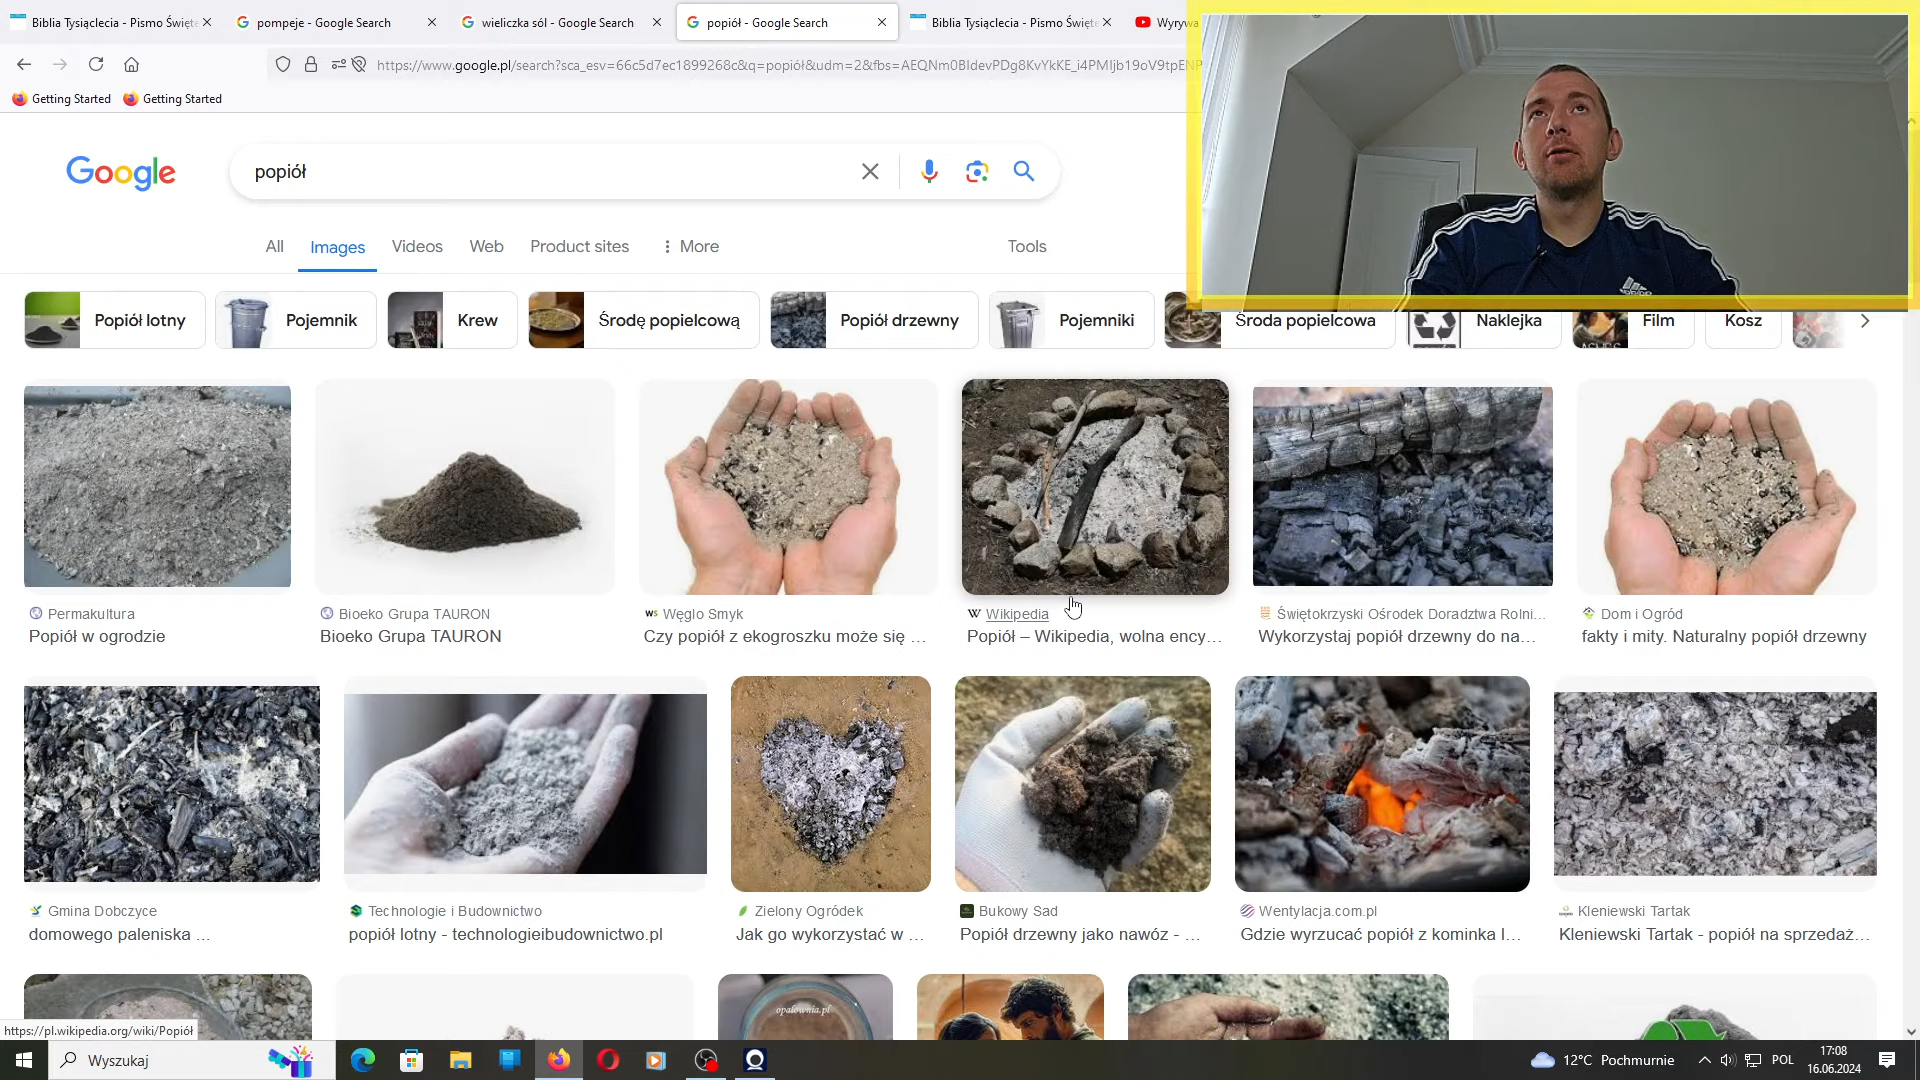 Biblia Tysiąclecia - Pismo Święte
pompeje - Google Search
wieliczka sól - Google Search
popiół - Google Search
Biblia Tysiąclecia - Pismo Święte
Wyrywa
https://www.google.pl/search?sca_esv=66c5d7ec1899268c&q=popiół&udm=2&fbs=AEQNm0BIdevPDg8KvYkKE_i4PMIjb19oV9tpENP
Getting Started
Getting Started
Google
popiół
All
Images
Videos
Web
Product sites
More
Tools
Popiół lotny
Pojemnik
Krew
Środę popielcową
Popiół drzewny
Pojemniki
Środa popielcowa
Naklejka
Film
Kosz
Permakultura
Popiół w ogrodzie
Bioeko Grupa TAURON
Bioeko Grupa TAURON
Węglo Smyk
Czy popiół z ekogroszku może się ...
Wikipedia
Popiół – Wikipedia, wolna ency...
Świętokrzyski Ośrodek Doradztwa Rolni...
Wykorzystaj popiół drzewny do na...
Dom i Ogród
fakty i mity. Naturalny popiół drzewny
Gmina Dobczyce
domowego paleniska ...
Technologie i Budownictwo
popiół lotny - technologieibudownictwo.pl
Zielony Ogródek
Jak go wykorzystać w ...
Bukowy Sad
Popiół drzewny jako nawóz - ...
Wentylacja.com.pl
Gdzie wyrzucać popiół z kominka I...
Kleniewski Tartak
Kleniewski Tartak - popiół na sprzedaż...
opalownia.pl
https://pl.wikipedia.org/wiki/Popiół
Wyszukaj
12°C Pochmurnie
POL
17:08
16.06.2024